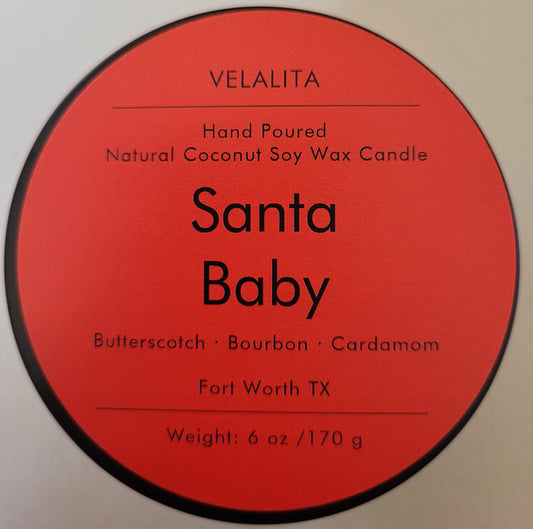 VELALITA
Hand Poured
Natural Coconut Soy Wax Candle
Santa
Baby
Butterscotch · Bourbon · Cardamom
Fort Worth TX
Weight: 6 oz /170 g